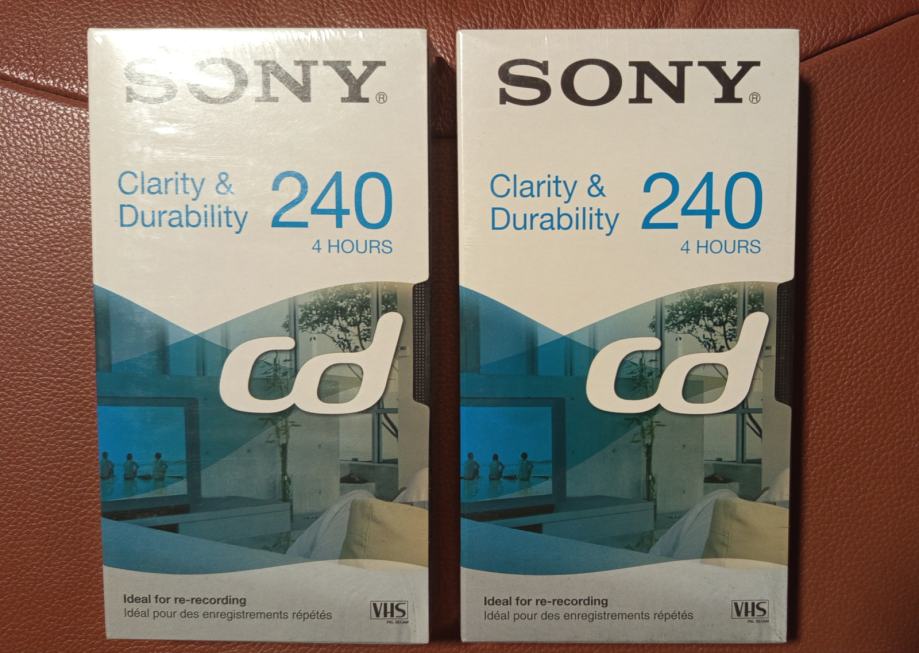 SONY®
Clarity &
Durability
240
4 HOURS
cd
Ideal for re-recording
Idéal pour des enregistrements répétés
VHS
SONY®
Clarity &
Durability
240
4 HOURS
cd
Ideal for re-recording
Idéal pour des enregistrements répétés
VHS